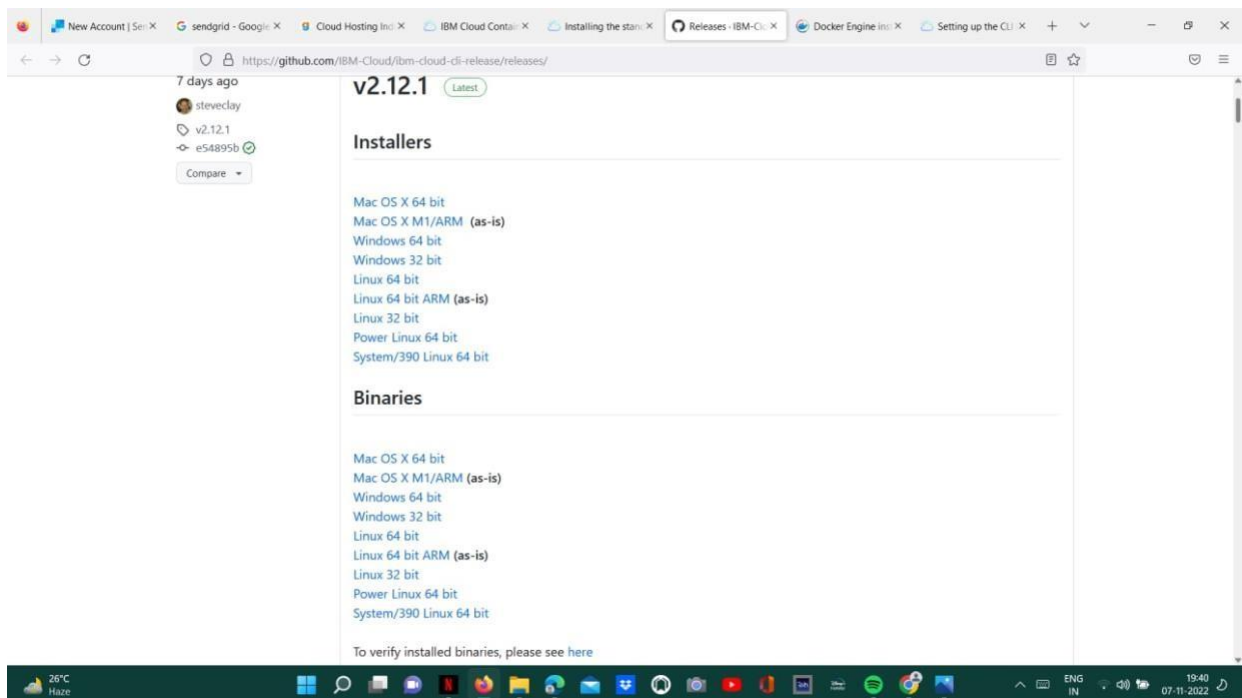 New Account | Sen
sendgrid - Google
Cloud Hosting Ind
IBM Cloud Contai
Installing the stand
Releases · IBM-Clo
Docker Engine ins
Setting up the CLI
https://github.com/IBM-Cloud/ibm-cloud-cli-release/releases/
7 days ago
steveclay
v2.12.1
e54895b
Compare
v2.12.1 Latest
Installers
Mac OS X 64 bit
Mac OS X M1/ARM (as-is)
Windows 64 bit
Windows 32 bit
Linux 64 bit
Linux 64 bit ARM (as-is)
Linux 32 bit
Power Linux 64 bit
System/390 Linux 64 bit
Binaries
Mac OS X 64 bit
Mac OS X M1/ARM (as-is)
Windows 64 bit
Windows 32 bit
Linux 64 bit
Linux 64 bit ARM (as-is)
Linux 32 bit
Power Linux 64 bit
System/390 Linux 64 bit
To verify installed binaries, please see here
26°C
Haze
ENG
IN
19:40
07-11-2022